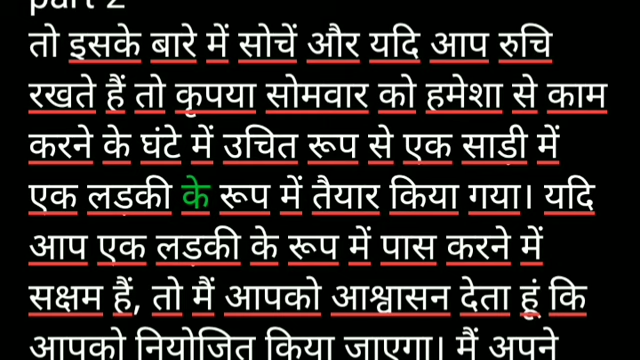 part 2
तो इसके बारे में सोचें और यदि आप रुचि
रखते हैं तो कृपया सोमवार को हमेशा से काम
करने के घंटे में उचित रूप से एक साड़ी में
एक लड़की के रूप में तैयार किया गया। यदि
आप एक लड़की के रूप में पास करने में
सक्षम हैं, तो मैं आपको आश्वासन देता हूं कि
आपको नियोजित किया जाएगा। मैं अपने